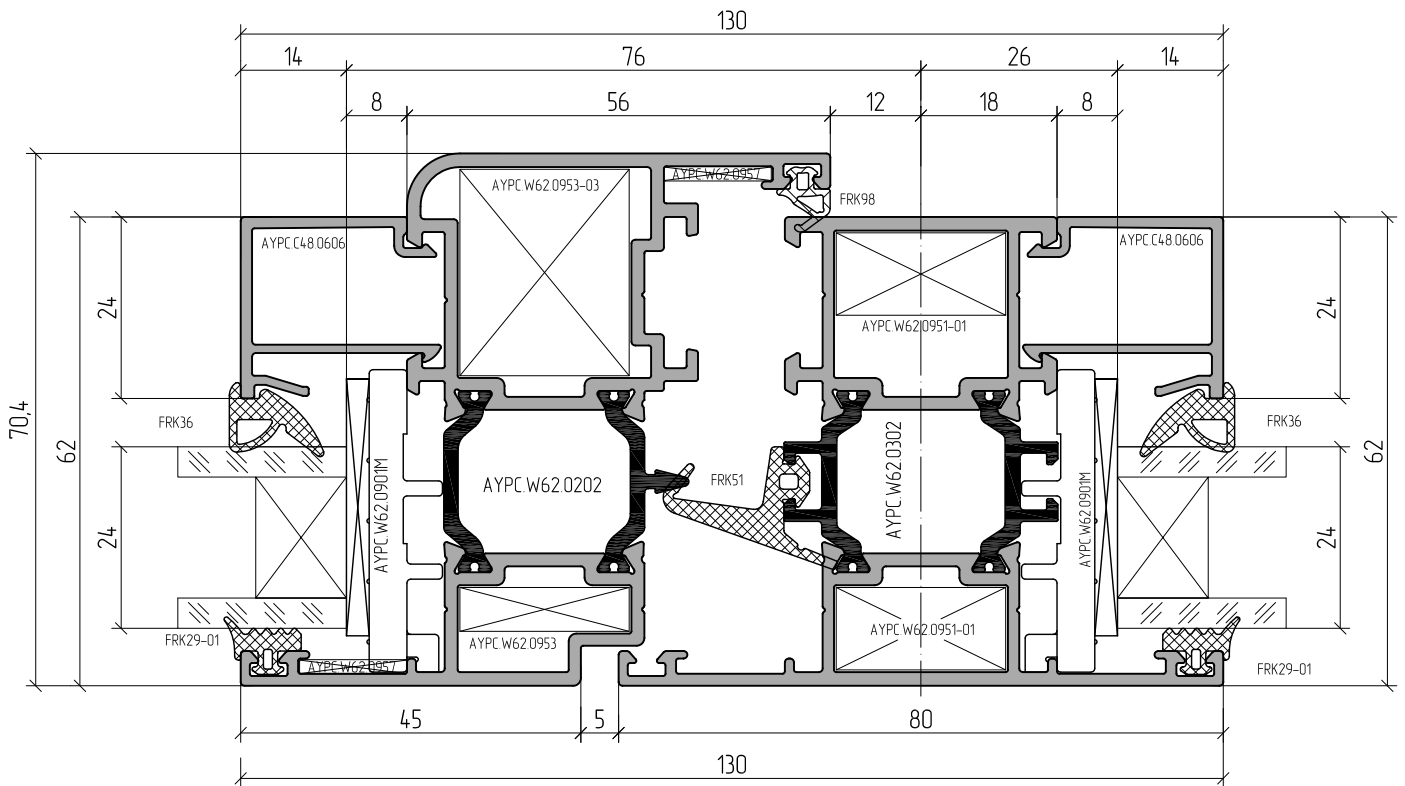 130
14
76
26
14
8
56
12
18
8
AYPC.W62.0953-03
AYPC.W62.0957
FRK98
AYPC.C48.0606
AYPC.C48.0606
24
24
AYPC.W62.0951-01
70,4
62
62
FRK36
FRK36
AYPC.W62.0901M
AYPC.W62.0202
FRK51
AYPC.W62.0302
AYPC.W62.0901M
24
24
FRK29-01
AYPC.W62.0953
AYPC.W62.0951-01
AYPC.W62.0957
FRK29-01
45
5
80
130